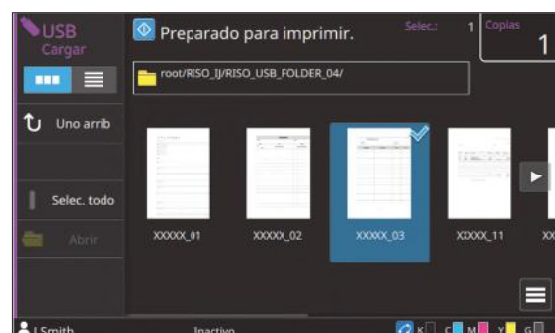 USB
Cargar
Preparado para imprimir.
Selec.: 1
Copias
1
root/RISO_IJ/RISO_USB_FOLDER_04/
Uno arrib
Selec. todo
Abrir
XXXXX_01
XXXXX_02
XXXXX_03
XXXXX_11
XX
J.Smith
Inactivo
K C M Y G